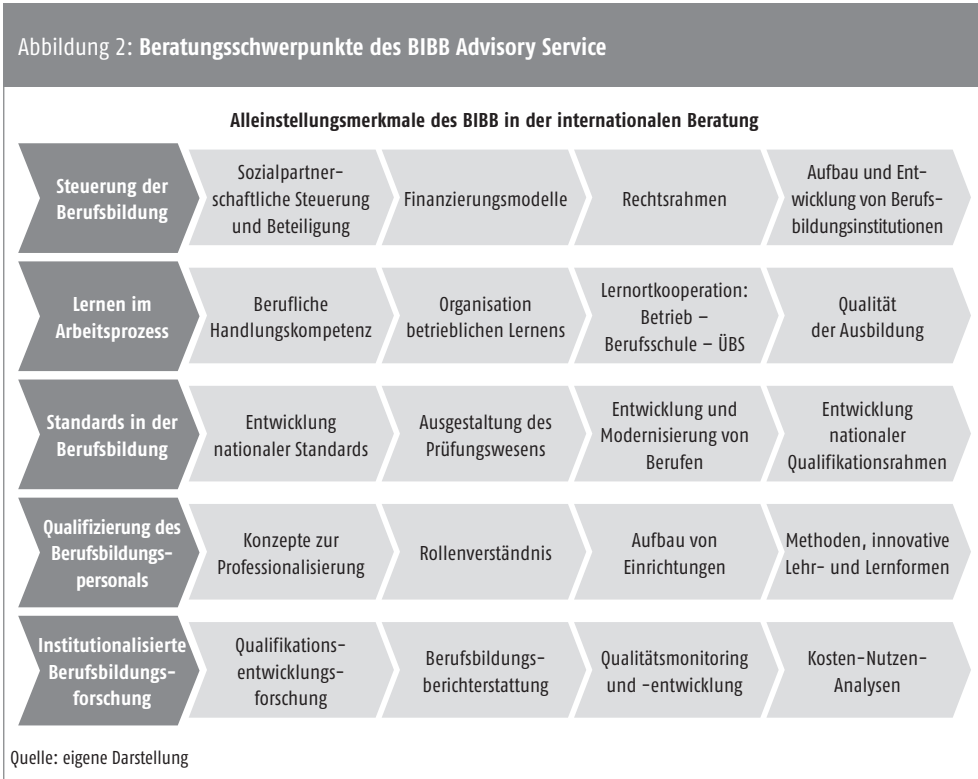 Abbildung 2: Beratungsschwerpunkte des BIBB Advisory Service
Alleinstellungsmerkmale des BIBB in der internationalen Beratung
Steuerung der
Berufsbildung
Sozialpartner-
schaftliche Steuerung
und Beteiligung
Finanzierungsmodelle
Rechtsrahmen
Aufbau und Ent-
wicklung von Berufs-
bildungsinstitutionen
Lernen im
Arbeitsprozess
Berufliche
Handlungskompetenz
Organisation
betrieblichen Lernens
Lernortkooperation:
Betrieb –
Berufsschule – ÜBS
Qualität
der Ausbildung
Standards in der
Berufsbildung
Entwicklung
nationaler Standards
Ausgestaltung des
Prüfungswesens
Entwicklung und
Modernisierung von
Berufen
Entwicklung
nationaler
Qualifikationsrahmen
Qualifizierung des
Berufsbildungs-
personals
Konzepte zur
Professionalisierung
Rollenverständnis
Aufbau von
Einrichtungen
Methoden, innovative
Lehr- und Lernformen
Institutionalisierte
Berufsbildungs-
forschung
Qualifikations-
entwicklungs-
forschung
Berufsbildungs-
berichterstattung
Qualitätsmonitoring
und -entwicklung
Kosten-Nutzen-
Analysen
Quelle: eigene Darstellung